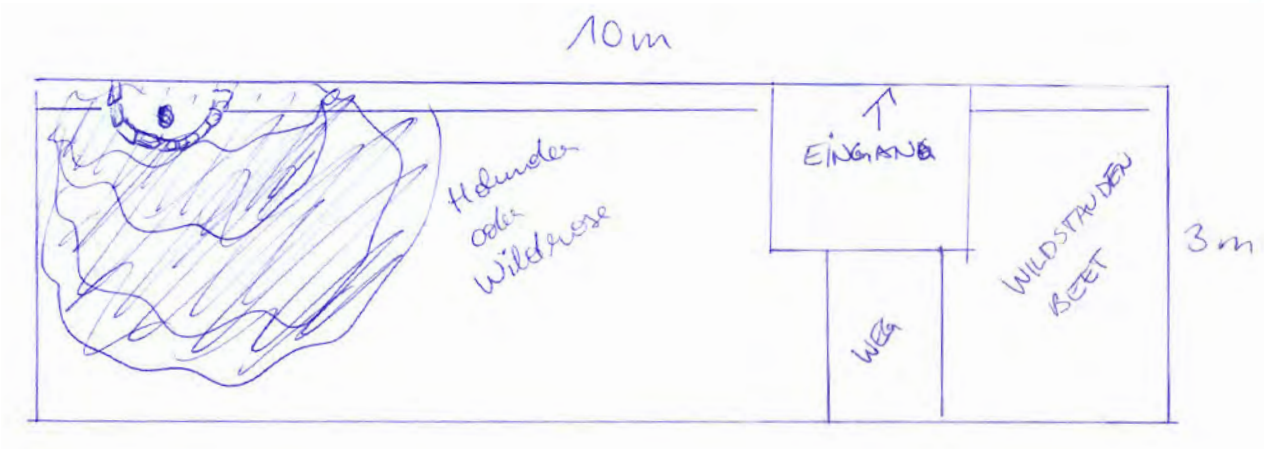 10m
Holunder
oder
Wildrose
EINGANG
WEG
WILDSTAUDEN
BEET
3m